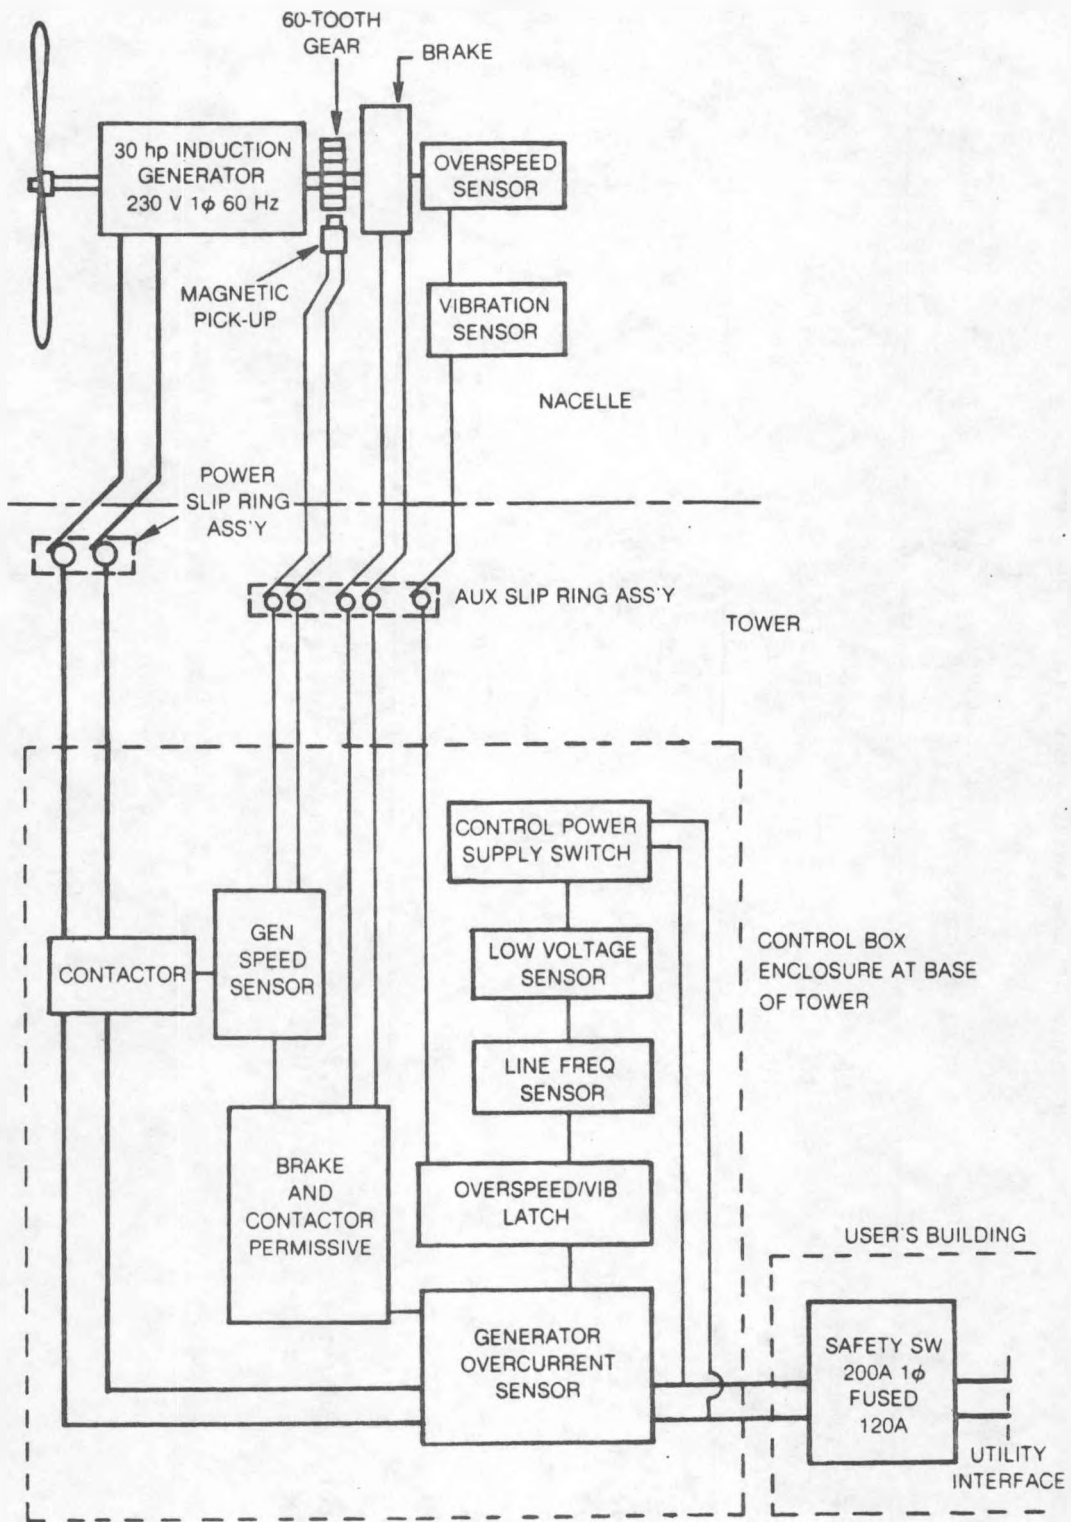 60-TOOTH
GEAR
BRAKE
30 hp INDUCTION
GENERATOR
230 V 1ϕ 60 Hz
OVERSPEED
SENSOR
MAGNETIC
PICK-UP
VIBRATION
SENSOR
NACELLE
POWER
SLIP RING
ASS'Y
AUX SLIP RING ASS'Y
TOWER
CONTROL POWER
SUPPLY SWITCH
GEN
SPEED
SENSOR
CONTACTOR
LOW VOLTAGE
SENSOR
CONTROL BOX
ENCLOSURE AT BASE
OF TOWER
LINE FREQ
SENSOR
BRAKE
AND
CONTACTOR
PERMISSIVE
OVERSPEED/VIB
LATCH
USER'S BUILDING
GENERATOR
OVERCURRENT
SENSOR
SAFETY SW
200A 1ϕ
FUSED
120A
UTILITY
INTERFACE